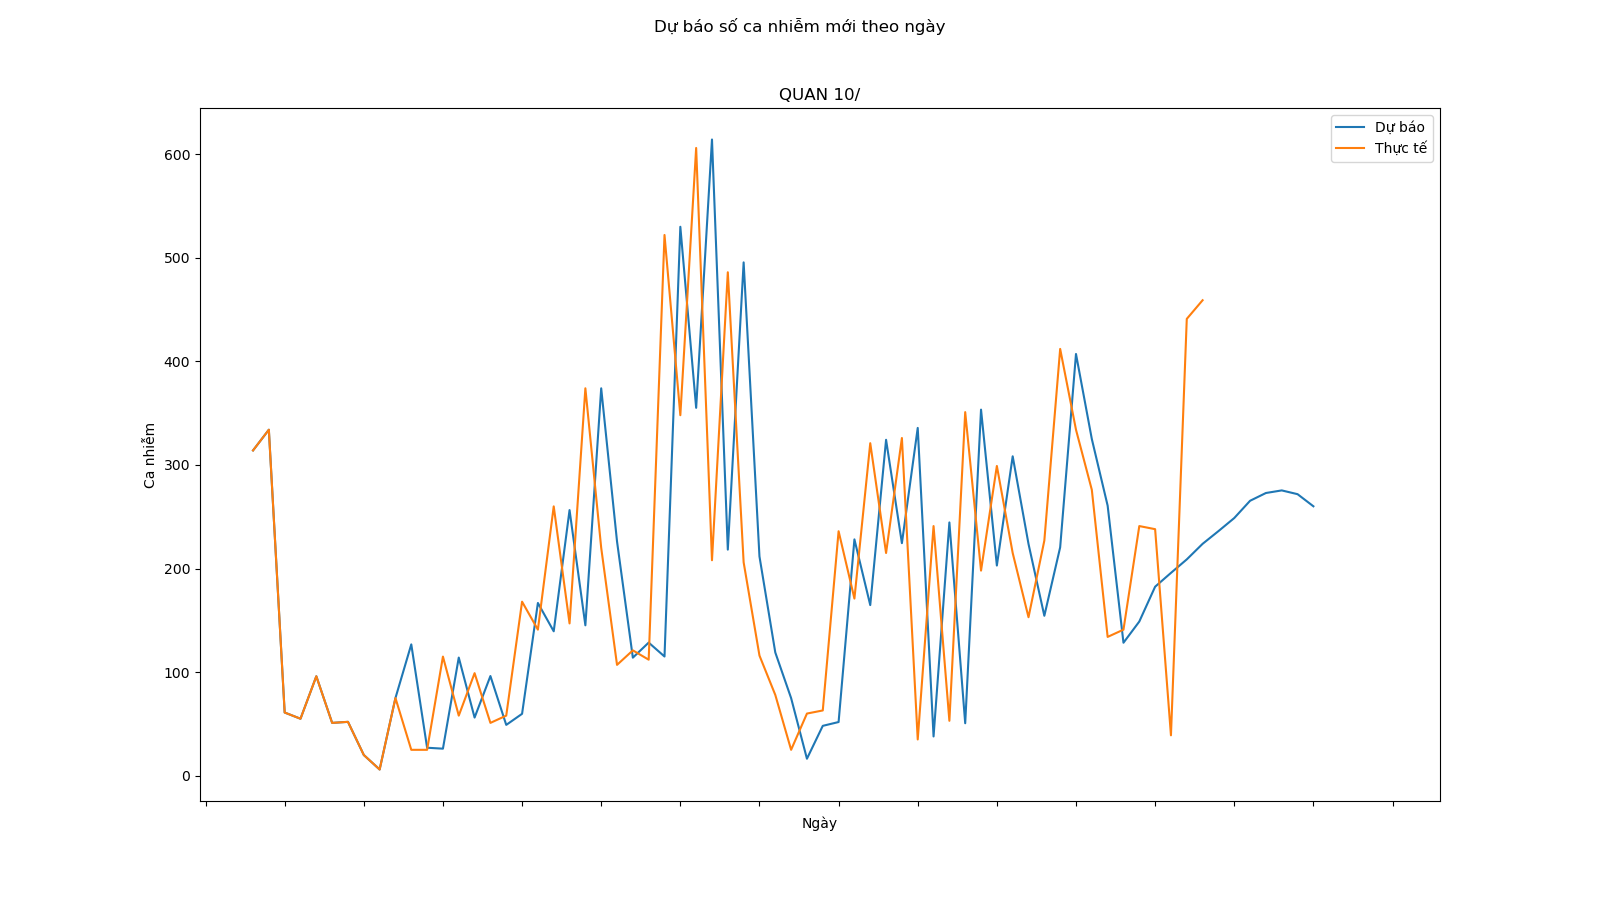 Dự báo số ca nhiễm mới theo ngày
QUAN 10/
Dự báo
Thực tế
600
500
400
300
200
100
0
Ca nhiễm
Ngày